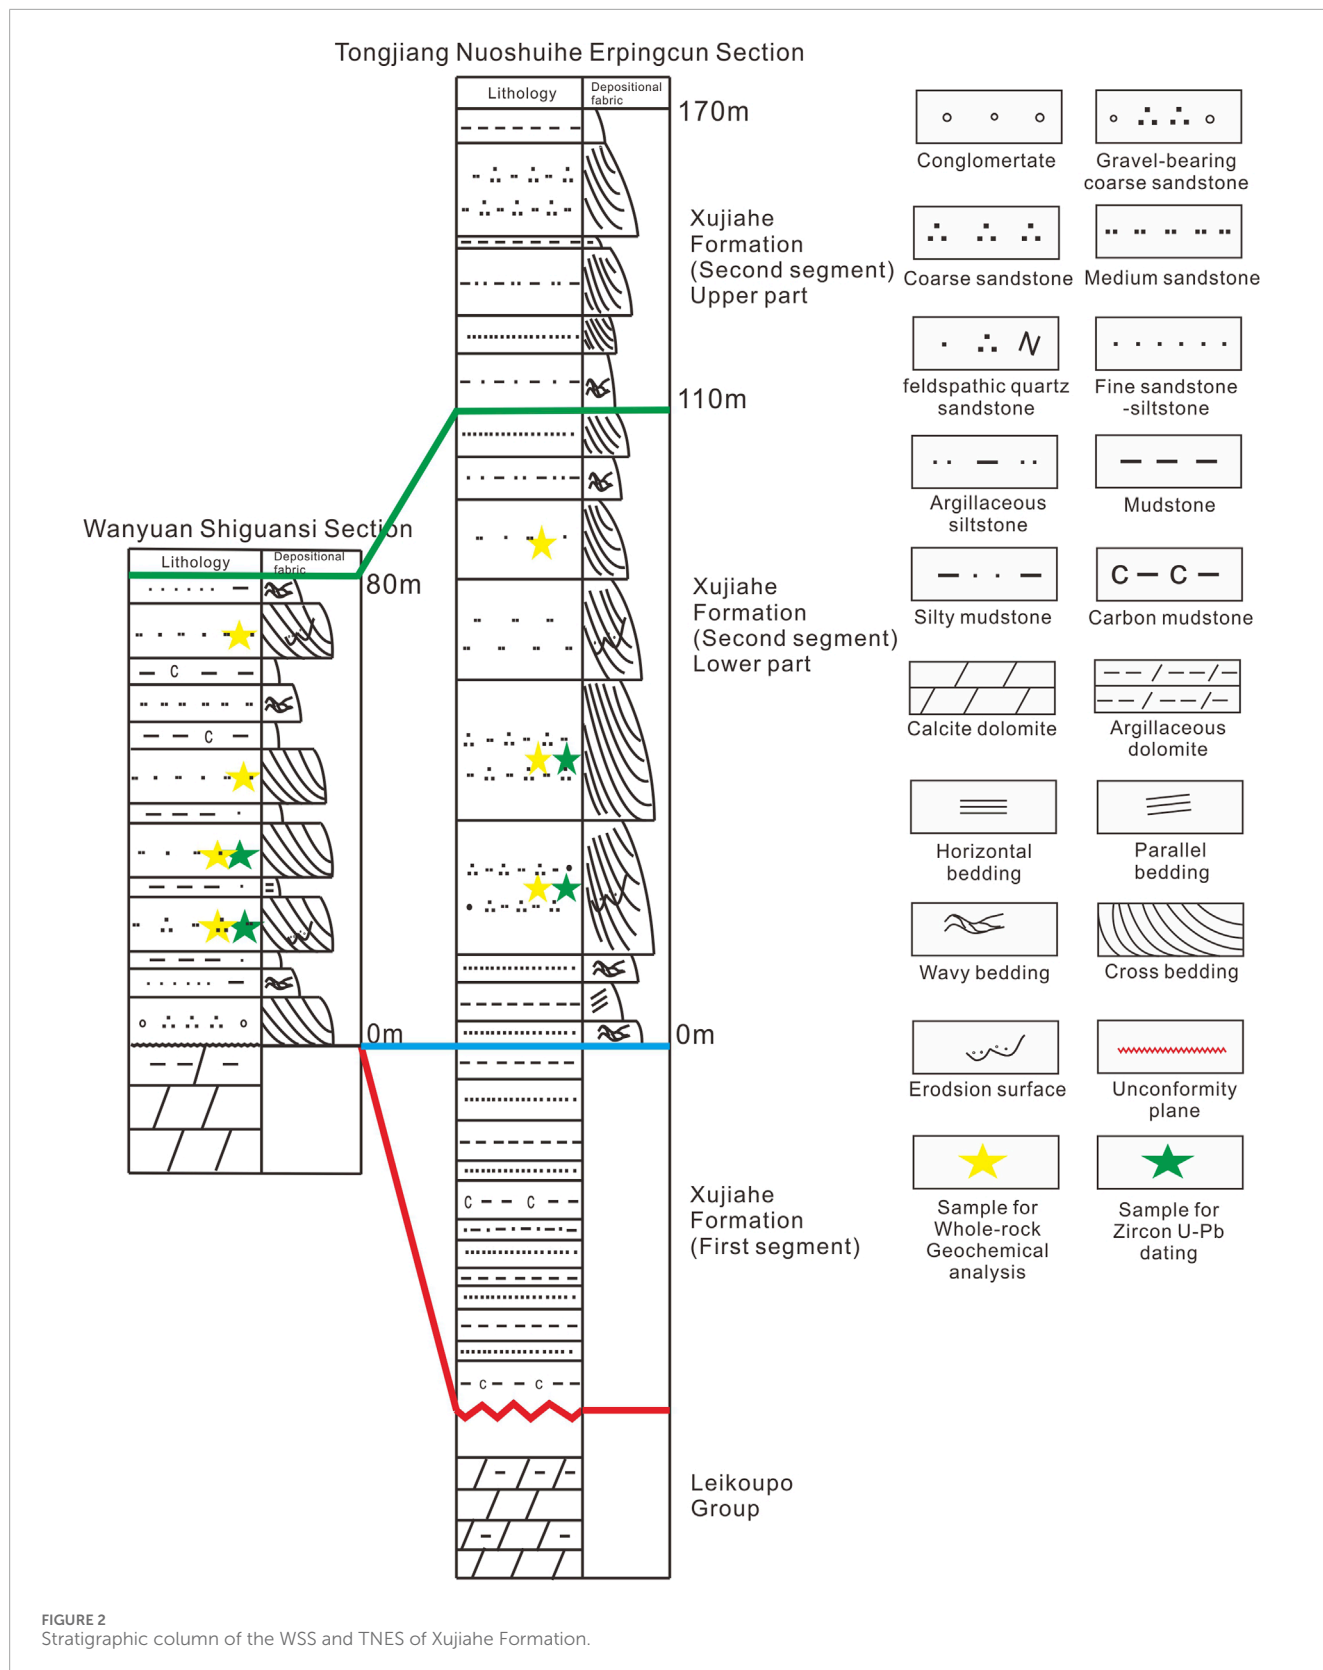 Tongjiang Nuoshuihe Erpingcun Section
Lithology
Depositional
fabric
170m
Xujiahe
Formation
(Second segment)
Upper part
110m
Wanyuan Shiguansi Section
Lithology
Depositional
fabric
80m
C
C
Xujiahe
Formation
(Second segment)
Lower part
0m
0m
C C
Xujiahe
Formation
(First segment)
C C
Leikoupo
Group
Conglomertate
Gravel-bearing
coarse sandstone
Coarse sandstone
Medium sandstone
feldspathic quartz
sandstone
Fine sandstone
-siltstone
Argillaceous
siltstone
Mudstone
Silty mudstone
C C
Carbon mudstone
Calcite dolomite
Argillaceous
dolomite
Horizontal
bedding
Parallel
bedding
Wavy bedding
Cross bedding
Erodsion surface
Unconformity
plane
Sample for
Whole-rock
Geochemical
analysis
Sample for
Zircon U-Pb
dating
FIGURE 2
Stratigraphic column of the WSS and TNES of Xujiahe Formation.